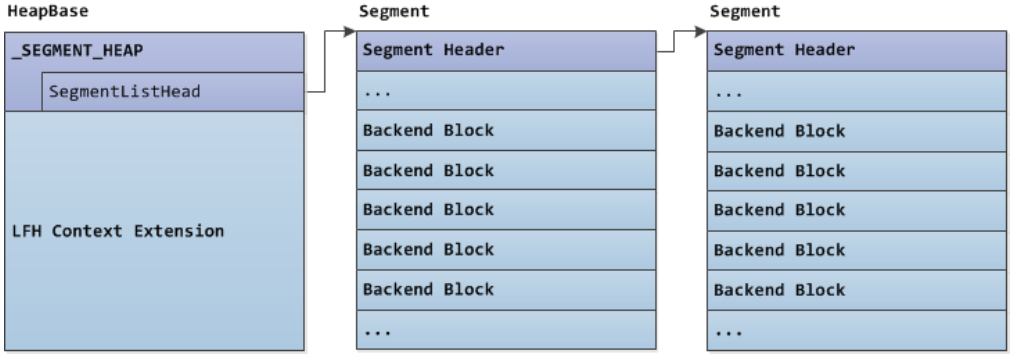 HeapBase
_SEGMENT_HEAP
SegmentListHead
LFH Context Extension
Segment
Segment Header
...
Backend Block
Backend Block
Backend Block
Backend Block
Backend Block
...
Segment
Segment Header
...
Backend Block
Backend Block
Backend Block
Backend Block
Backend Block
...